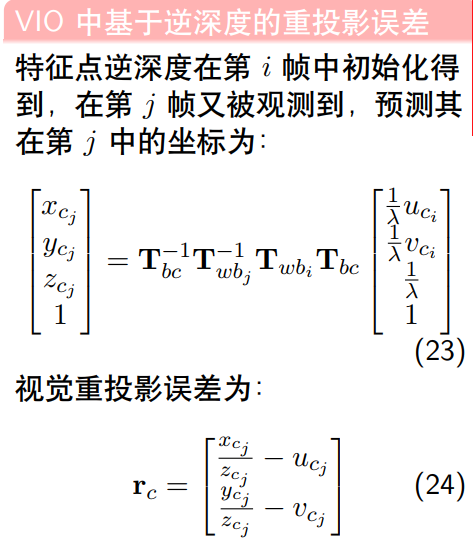 VIO 中基于逆深度的重投影误差
特征点逆深度在第 i 帧中初始化得
到，在第 j 帧又被观测到，预测其
在第 j 中的坐标为：
\begin{bmatrix} x_{c_j} \\ y_{c_j} \\ z_{c_j} \\ 1 \end{bmatrix} = \mathbf{T}_{bc}^{-1} \mathbf{T}_{wb_j}^{-1} \mathbf{T}_{wb_i} \mathbf{T}_{bc} \begin{bmatrix} \frac{1}{\lambda} u_{c_i} \\ \frac{1}{\lambda} v_{c_i} \\ \frac{1}{\lambda} \\ 1 \end{bmatrix}
(23)
视觉重投影误差为：
\mathbf{r}_c = \begin{bmatrix} \frac{x_{c_j}}{z_{c_j}} - u_{c_j} \\ \frac{y_{c_j}}{z_{c_j}} - v_{c_j} \end{bmatrix} (24)